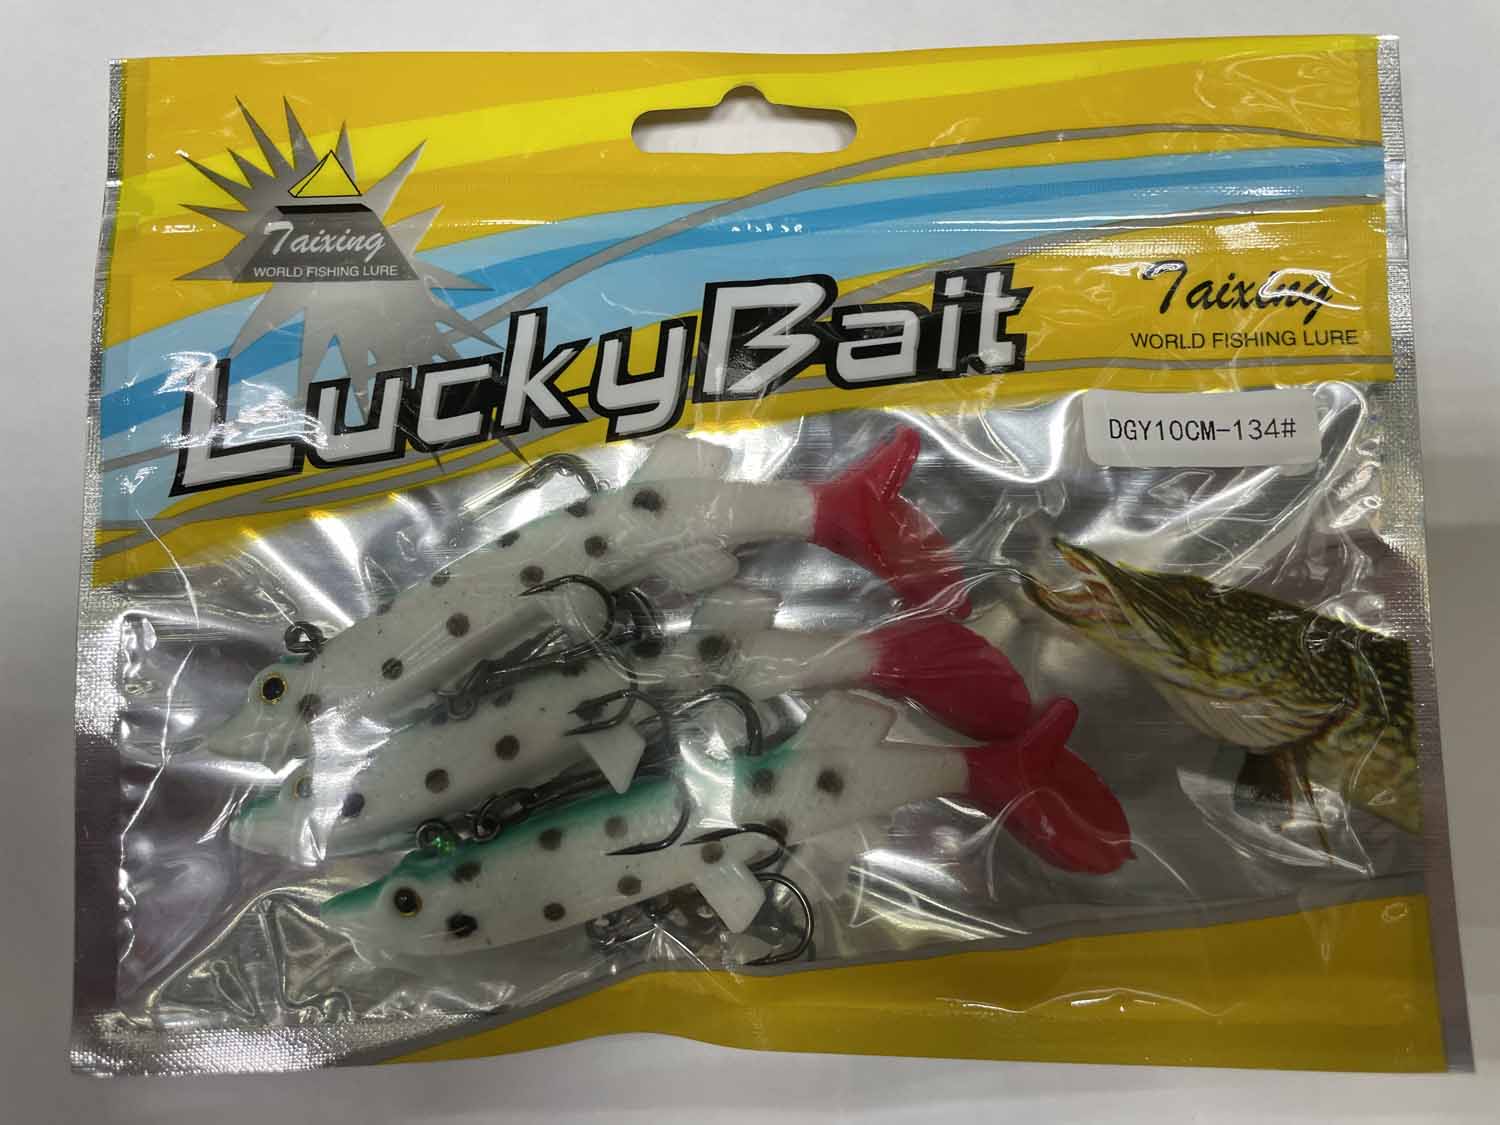 Taixing
WORLD FISHING LURE
LuckyBait
Taixing
WORLD FISHING LURE
DGY10CM-134#